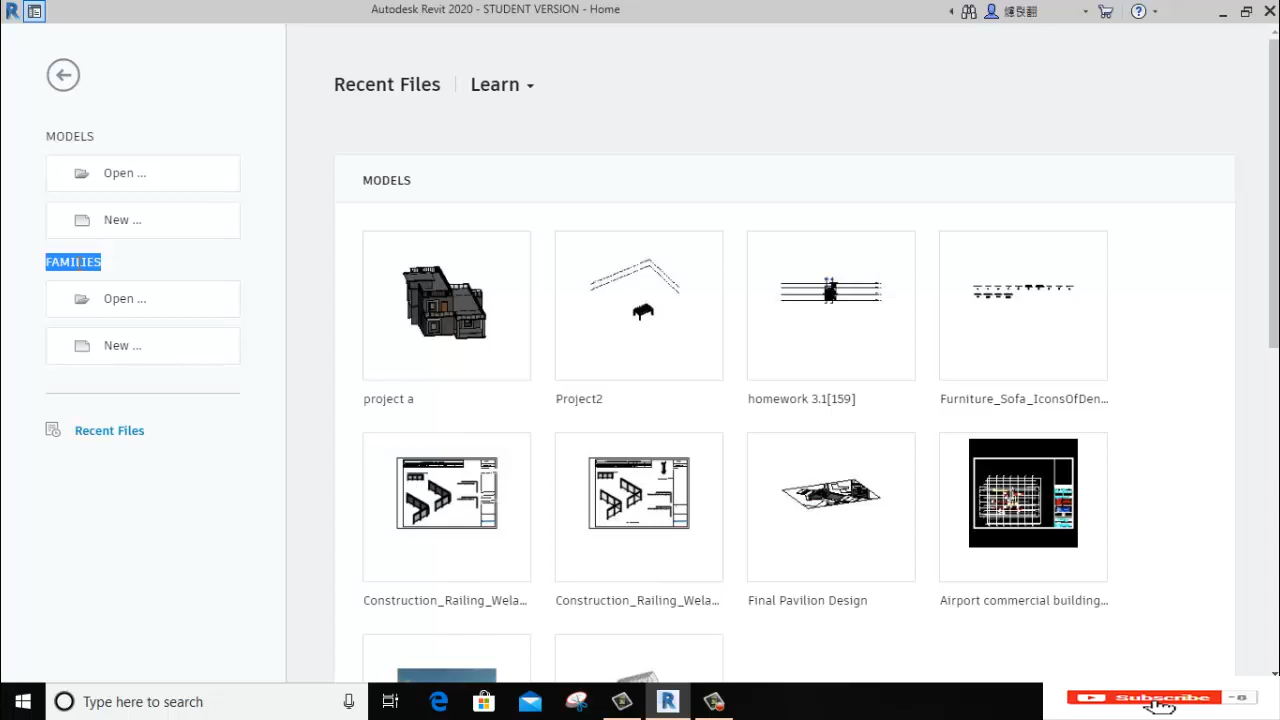 Autodesk Revit 2020 - STUDENT VERSION - Home
Recent Files
Learn
MODELS
Open ...
New ...
FAMILIES
Open ...
New ...
Recent Files
MODELS
project a
Project2
homework 3.1[159]
Furniture_Sofa_IconsOfDen...
Construction_Railing_Wela...
Construction_Railing_Wela...
Final Pavilion Design
Airport commercial building...
Type here to search
Subscribe